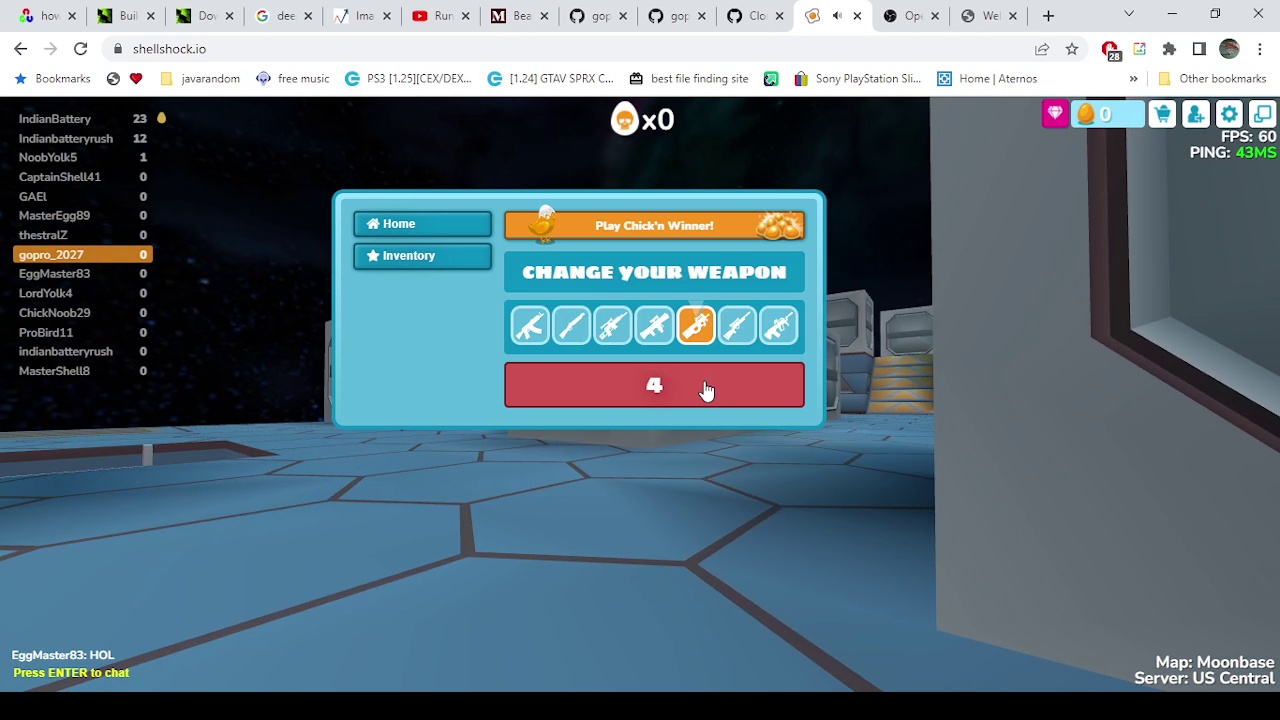 how
Buil
Dov
dee
Ima
Run
Bea
gop
gop
Clo
Ope
Wel
shellshock.io
28
Bookmarks
javarandom
free music
PS3 [1.25][CEX/DEX...
[1.24] GTAV SPRX C...
best file finding site
Sony PlayStation Sli...
Home | Aternos
»
Other bookmarks
IndianBattery 23
Indianbatteryrush 12
NoobYolk5 1
CaptainShell41 0
GAEl 0
MasterEgg89 0
thestralZ 0
gopro_2027 0
EggMaster83 0
LordYolk4 0
ChickNoob29 0
ProBird11 0
indianbatteryrush 0
MasterShell8 0
x0
0
FPS: 60
PING: 43MS
Home
Inventory
Play Chick'n Winner!
CHANGE YOUR WEAPON
4
EggMaster83: HOL
Press ENTER to chat
Map: Moonbase
Server: US Central